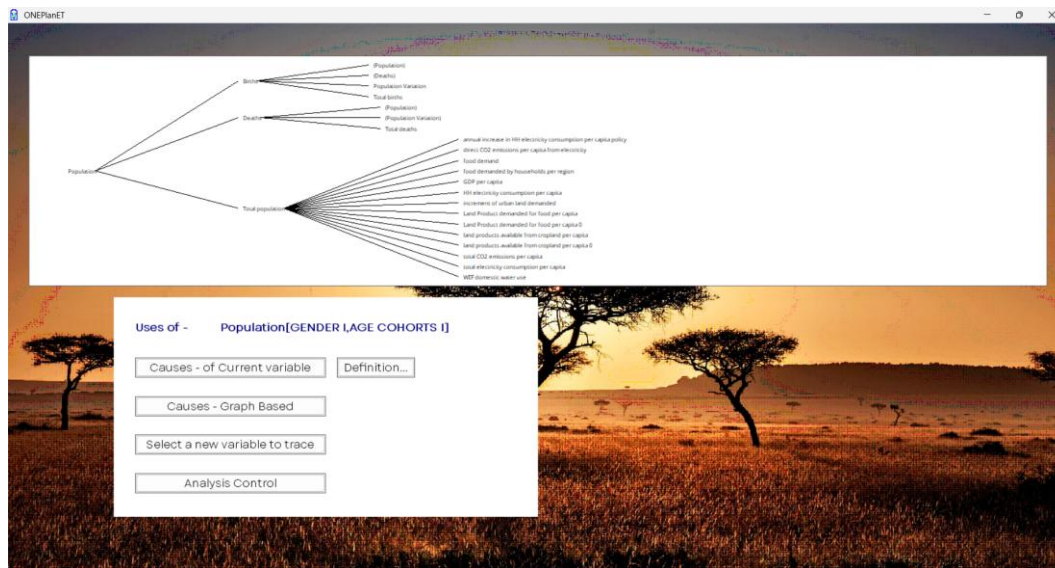 ONEPlanET
(Population)
(Deaths)
Population Variation
Total births
Births
(Population)
(Population Variation)
Total deaths
Deaths
annual increase in HH electricity consumption per capita policy
direct CO2 emissions per capita from electricity
food demand
food demanded by households per region
GDP per capita
HH electricity consumption per capita
increment of urban land demanded
Land Product demanded for food per capita
Land Product demanded for food per capita 0
land products available from cropland per capita
land products available from cropland per capita 0
total CO2 emissions per capita
total electricity consumption per capita
WEF domestic water use
Total population
Population
Uses of - Population[GENDER I,AGE COHORTS I]
Causes - of Current variable Definition...
Causes - Graph Based
Select a new variable to trace
Analysis Control